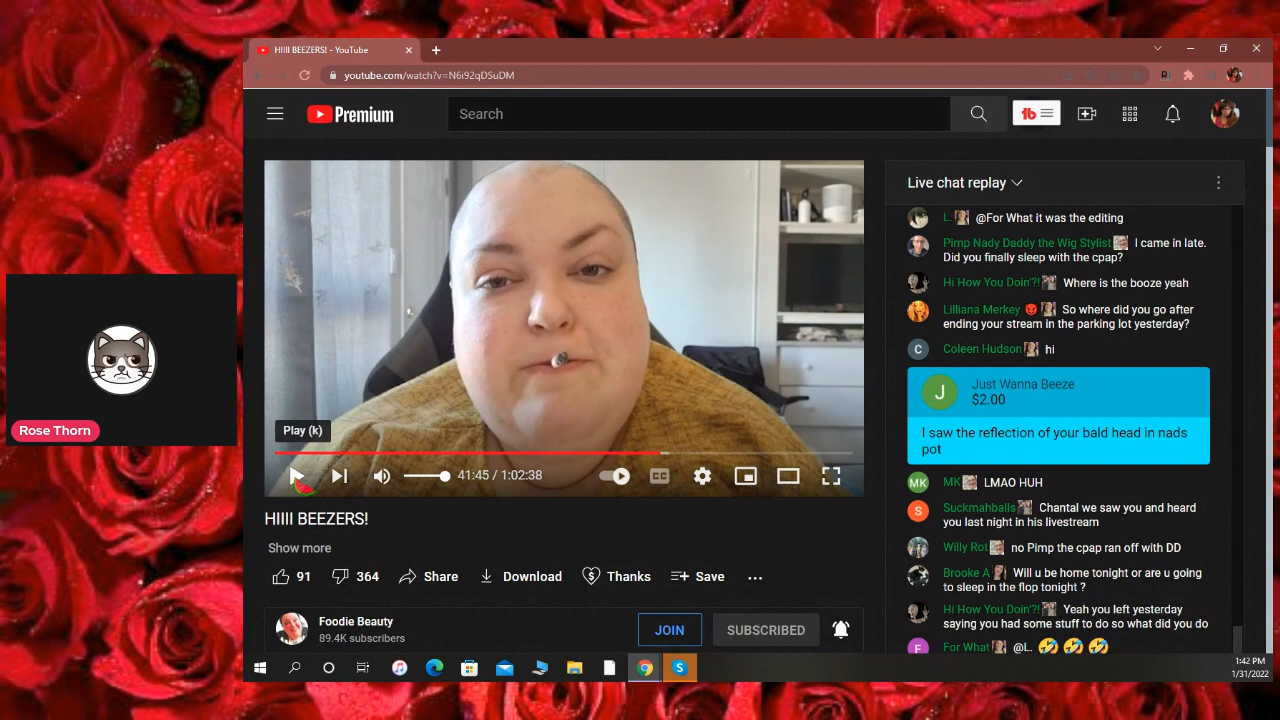 HIIII BEEZERS! - YouTube
youtube.com/watch?v=N6i92qDSuDM
Premium
Search
Live chat replay
L. @For What it was the editing
Pimp Nady Daddy the Wig Stylist I came in late.
Did you finally sleep with the cpap?
Hi How You Doin'?! Where is the booze yeah
Lilliana Merkey So where did you go after
ending your stream in the parking lot yesterday?
C
Coleen Hudson hi
J
Just Wanna Beeze
$2.00
I saw the reflection of your bald head in nads
pot
MK
MK LMAO HUH
S
Suckmahballs Chantal we saw you and heard
you last night in his livestream
Willy Rot no Pimp the cpap ran off with DD
Brooke A Will u be home tonight or are u going
to sleep in the flop tonight ?
Hi How You Doin'?! Yeah you left yesterday
saying you had some stuff to do so what did you do
F
For What @L. 🤣 🤣 🤣
Rose Thorn
Play (k)
41:45 / 1:02:38
CC
HIIII BEEZERS!
Show more
91
364
Share
Download
Thanks
Save
Foodie Beauty
89.4K subscribers
JOIN
SUBSCRIBED
1:42 PM
1/31/2022